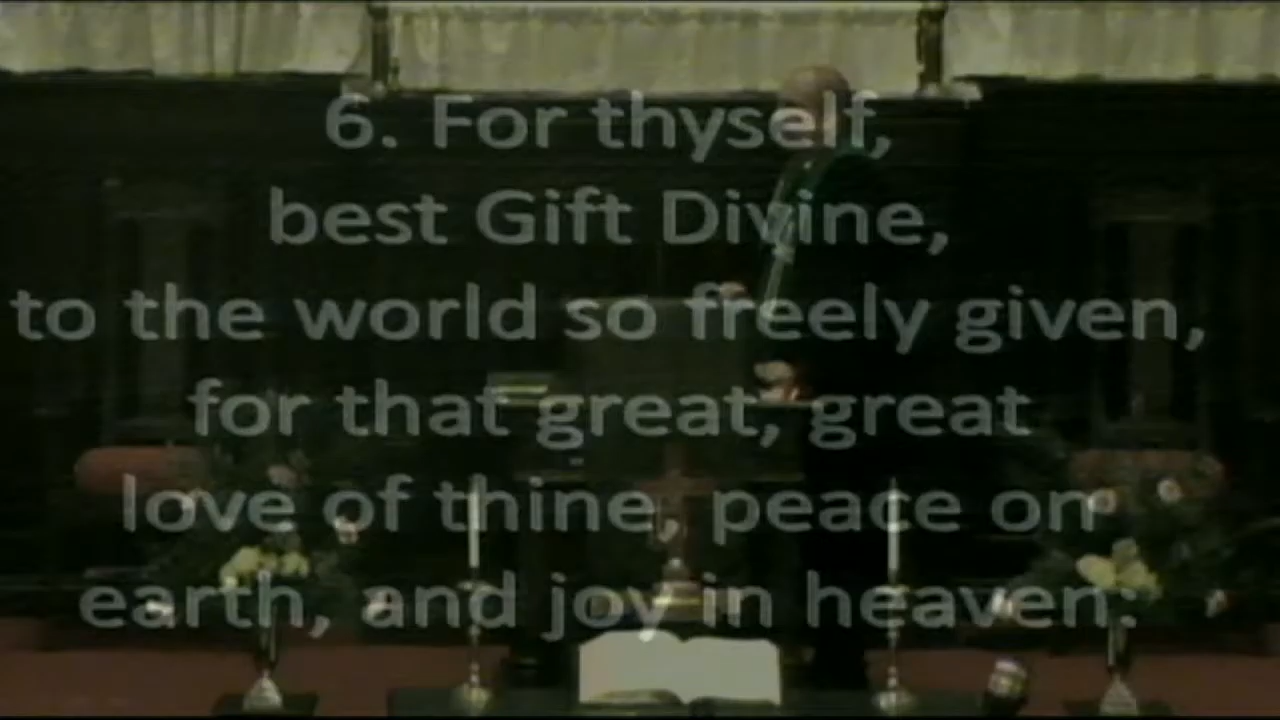 6. For thyself,
best Gift Divine,
to the world so freely given,
for that great, great
love of thine, peace on
earth, and joy in heaven: